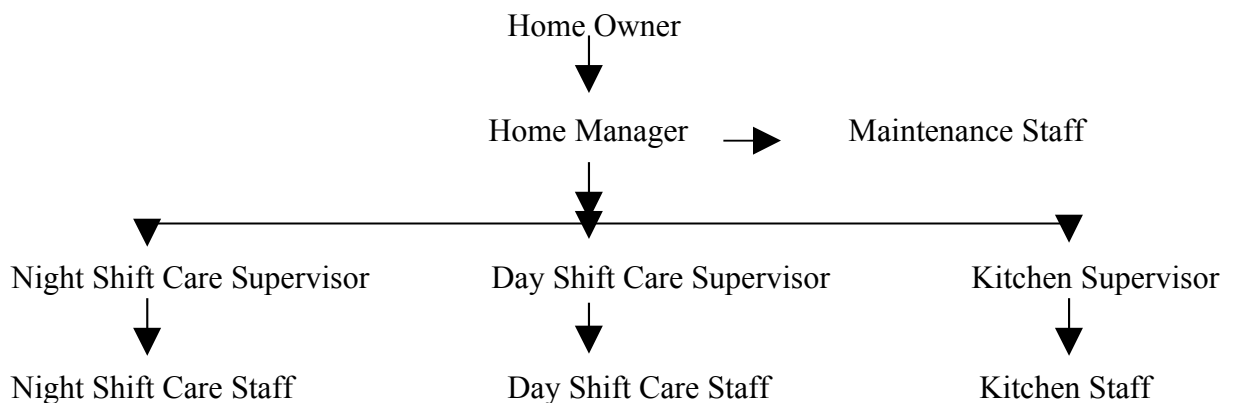 Home Owner
Home Manager Maintenance Staff
Night Shift Care Supervisor Day Shift Care Supervisor Kitchen Supervisor
Night Shift Care Staff Day Shift Care Staff Kitchen Staff